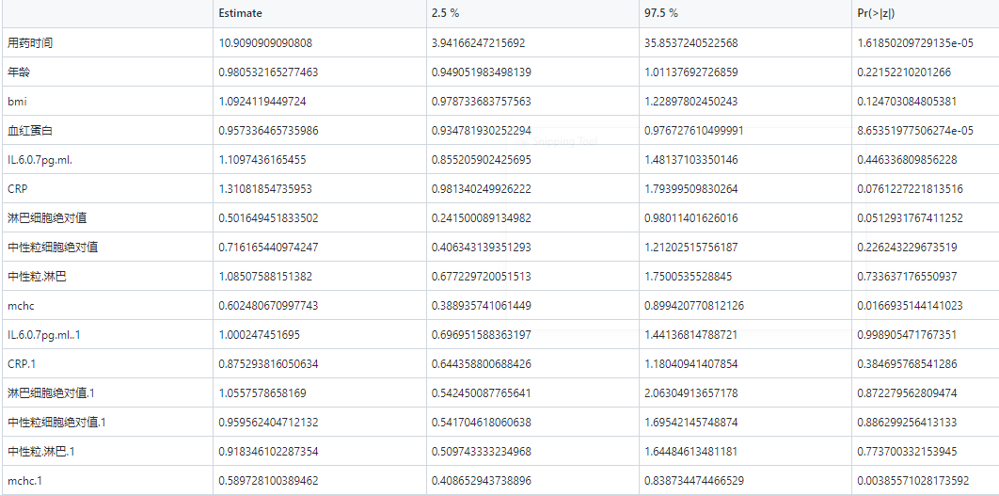 Estimate 2.5 % 97.5 % Pr(>|z|)
用药时间 10.9090909090808 3.94166247215692 35.8537240522568 1.61850209729135e-05
年龄 0.980532165277463 0.949051983498139 1.01137692726859 0.22152210201266
bmi 1.0924119449724 0.978733683757563 1.22897802450243 0.124703084805381
血红蛋白 0.957336465735986 0.934781930252294 0.976727610499991 8.65351977506274e-05
IL.6.0.7pg.ml. 1.1097436165455 0.855205902425695 1.48137103350146 0.446336809856228
CRP 1.31081854735953 0.981340249926222 1.79399509830264 0.0761227221813516
淋巴细胞绝对值 0.501649451833502 0.241500089134982 0.98011401626016 0.0512931767411252
中性粒细胞绝对值 0.716165440974247 0.406343139351293 1.21202515756187 0.226243229673519
中性粒.淋巴 1.08507588151382 0.677229720051513 1.7500535528845 0.733637176550937
mchc 0.602480670997743 0.388935741061449 0.899420770812126 0.0166935144141023
IL.6.0.7pg.ml..1 1.000247451695 0.696951588363197 1.44136814788721 0.998905471767351
CRP.1 0.875293816050634 0.644358800688426 1.18040941407854 0.384695768541286
淋巴细胞绝对值.1 1.0557578658169 0.542450087765641 2.06304913657178 0.872279562809474
中性粒细胞绝对值.1 0.959562404712132 0.541704618060638 1.69542145748874 0.886299256413133
中性粒.淋巴.1 0.918346102287354 0.509743333234968 1.64484613481181 0.773700332153945
mchc.1 0.589728100389462 0.408652943738896 0.838734474466529 0.00385571028173592